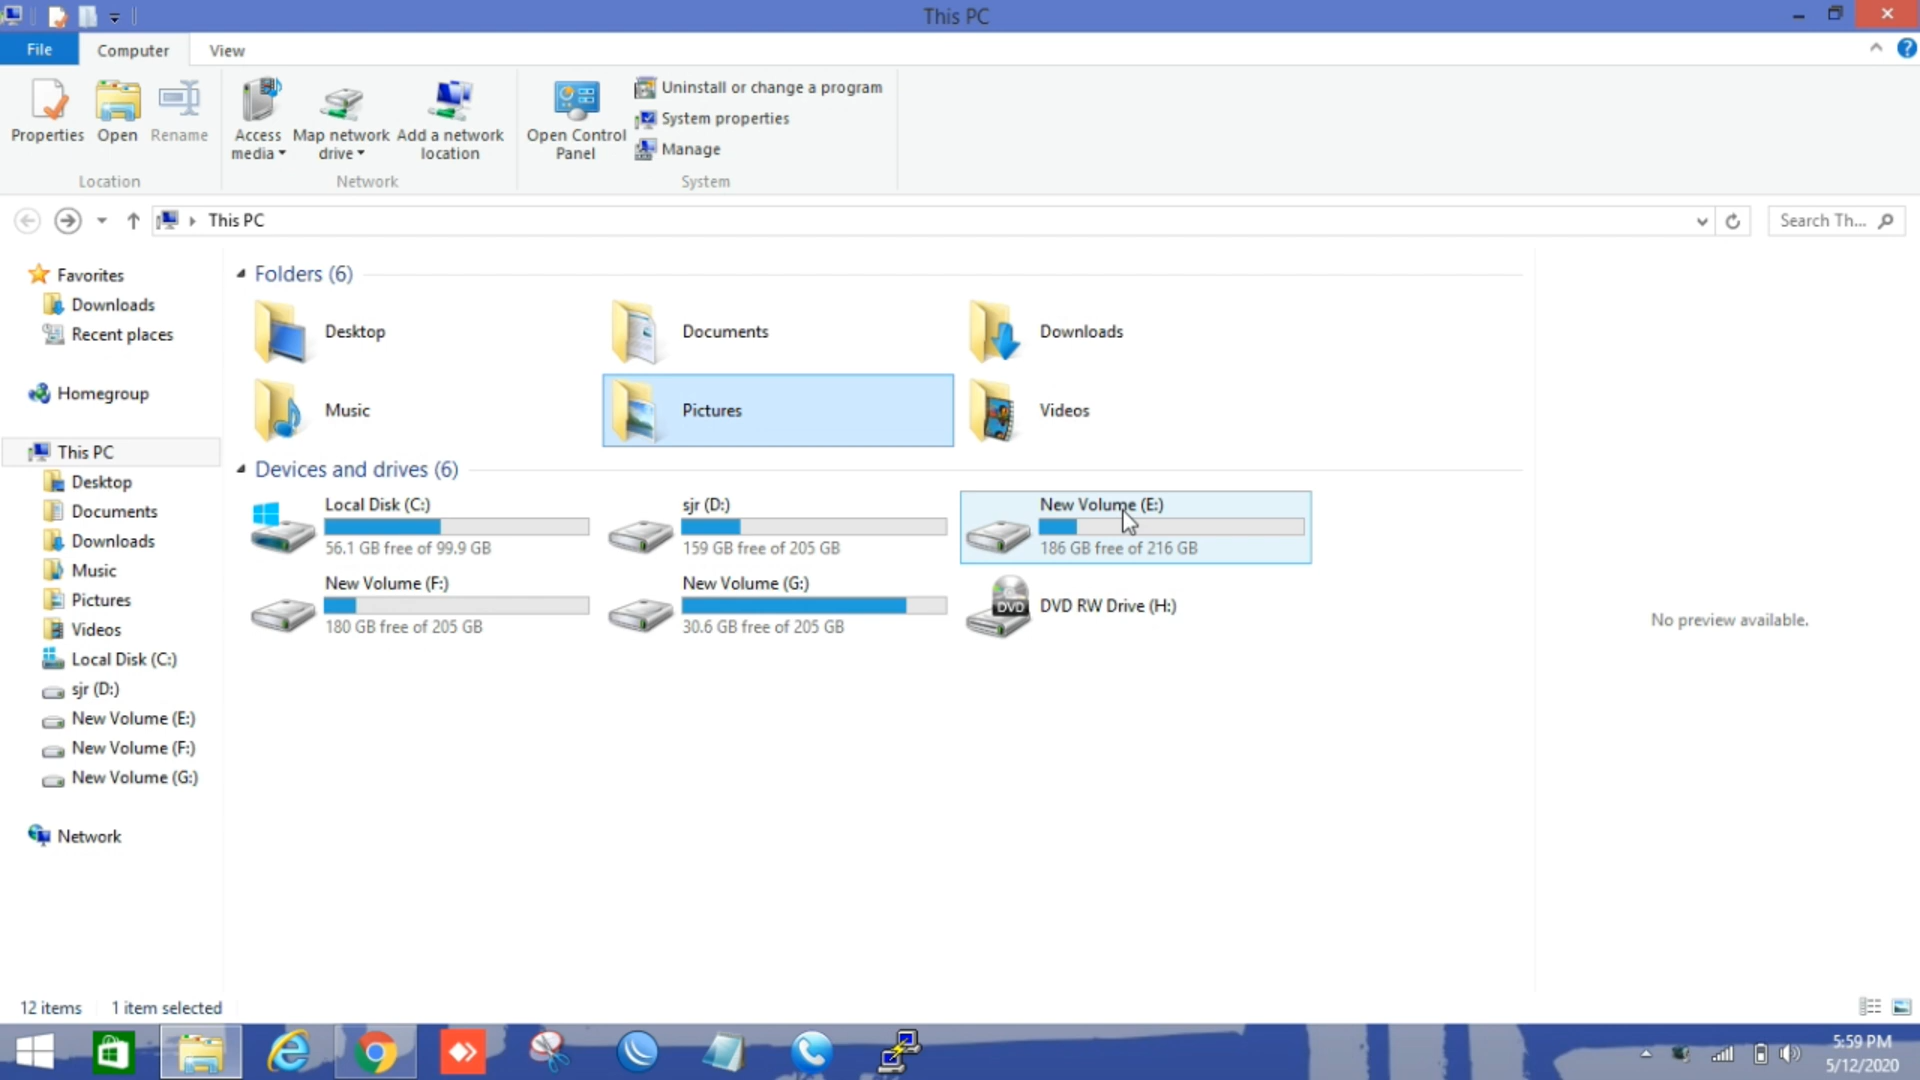 This PC
File
Computer
View
Properties
Open
Rename
Access media
Map network drive
Add a network location
Open Control Panel
Uninstall or change a program
System properties
Manage
Location
Network
System
This PC
Search Th...
Favorites
Downloads
Recent places
Homegroup
This PC
Desktop
Documents
Downloads
Music
Pictures
Videos
Local Disk (C:)
sjr (D:)
New Volume (E:)
New Volume (F:)
New Volume (G:)
Network
Folders (6)
Desktop
Documents
Downloads
Music
Pictures
Videos
Devices and drives (6)
Local Disk (C:)
56.1 GB free of 99.9 GB
sjr (D:)
159 GB free of 205 GB
New Volume (E:)
186 GB free of 216 GB
New Volume (F:)
180 GB free of 205 GB
New Volume (G:)
30.6 GB free of 205 GB
DVD
DVD RW Drive (H:)
No preview available.
12 items
1 item selected
5:59 PM
5/12/2020